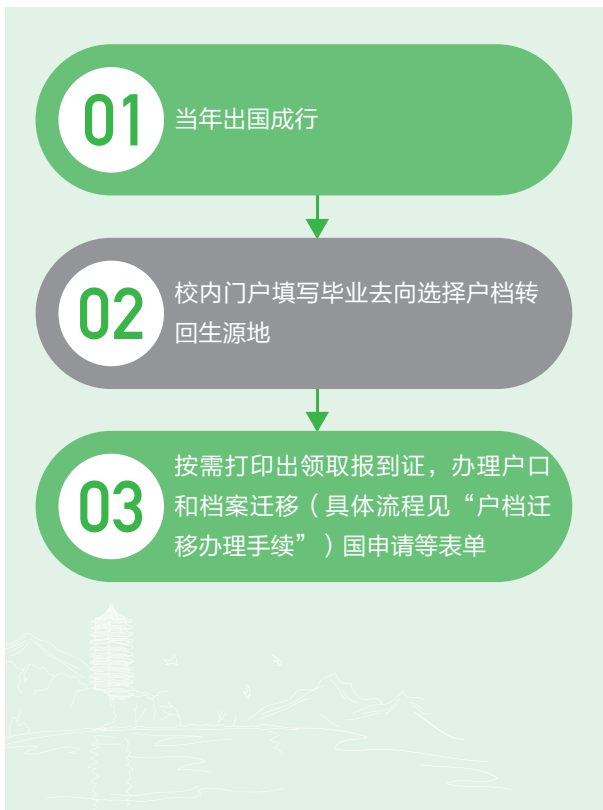 01
当年出国成行
02
校内门户填写毕业去向选择户档转
回生源地
03
按需打印出领取报到证，办理户口
和档案迁移（具体流程见“户档迁
移办理手续”）国申请等表单